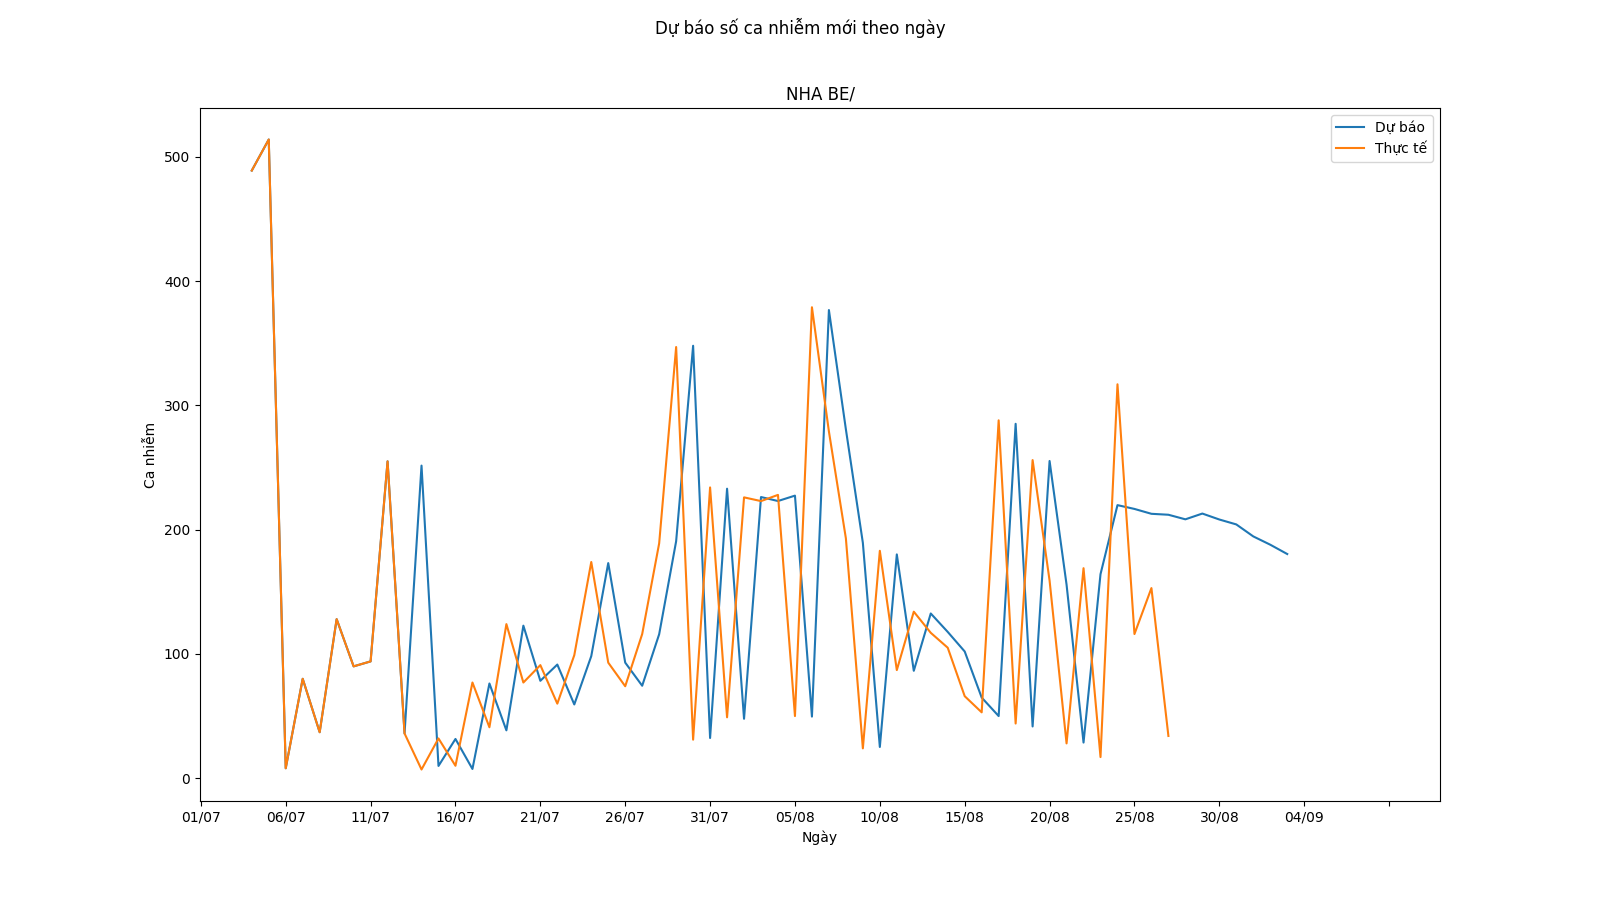 Dự báo số ca nhiễm mới theo ngày
NHA BE/
Dự báo
Thực tế
500
400
300
200
100
0
Ca nhiễm
01/07 06/07 11/07 16/07 21/07 26/07 31/07 05/08 10/08 15/08 20/08 25/08 30/08 04/09
Ngày